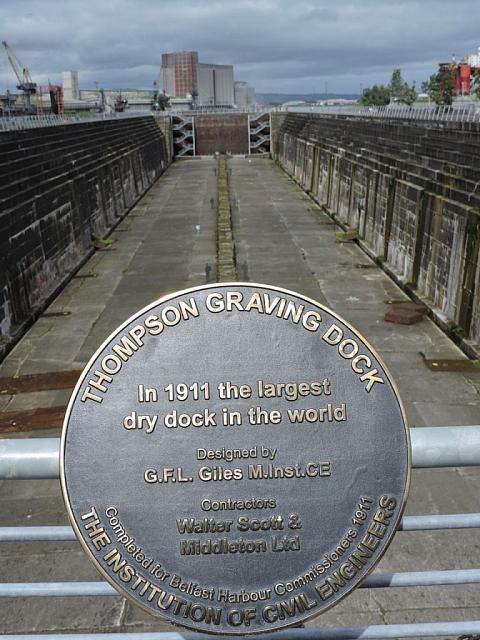 THOMPSON GRAVING DOCK
In 1911 the largest
dry dock in the world
Designed by
G.F.L. Giles M.Inst.CE
Contractors
Walter Scott &
Middleton Ltd
Completed for Belfast Harbour Commissioners 1911
THE INSTITUTION OF CIVIL ENGINEERS